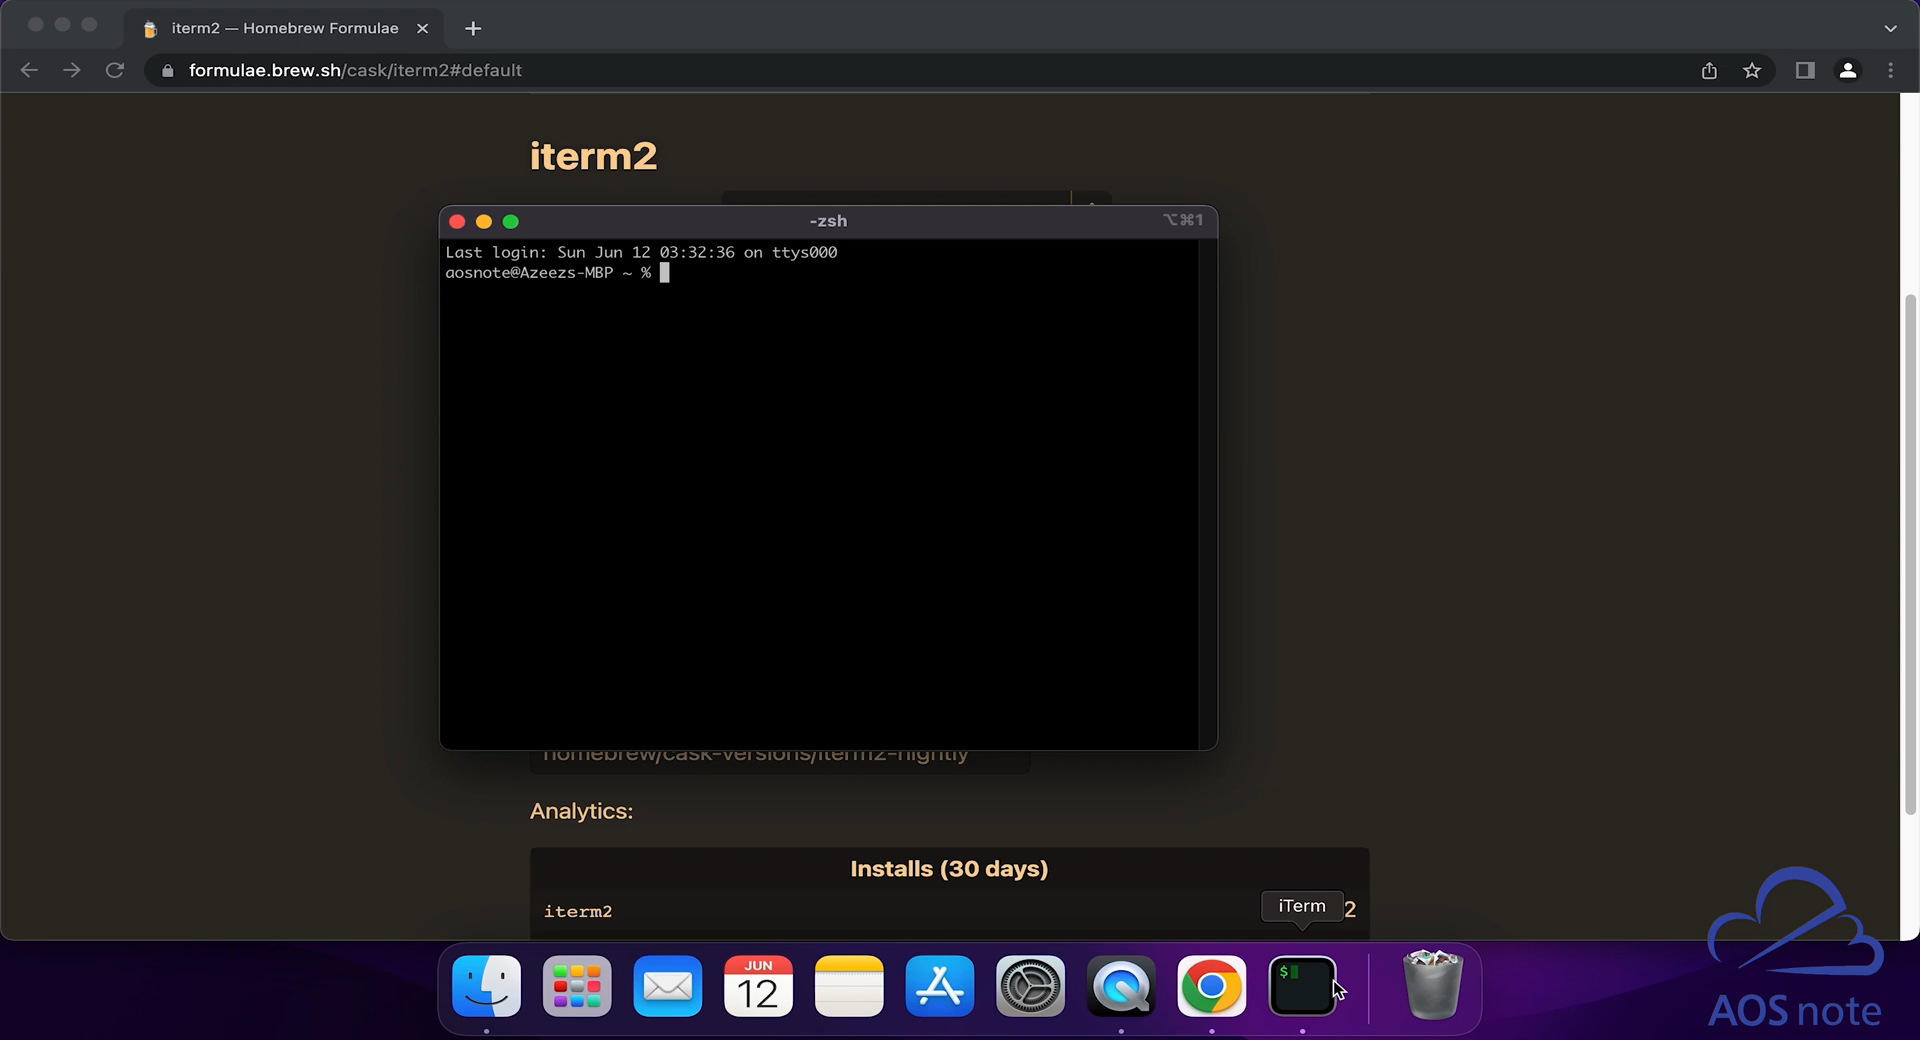 iterm2 — Homebrew Formulae
formulae.brew.sh/cask/iterm2#default
iterm2
-zsh
⌥⌘1
Last login: Sun Jun 12 03:32:36 on ttys000
aosnote@Azeezs-MBP ~ %
homebrew/cask-versions/iterm2-nightly
Analytics:
Installs (30 days)
iterm2
2
iTerm
JUN
12
$
AOS note